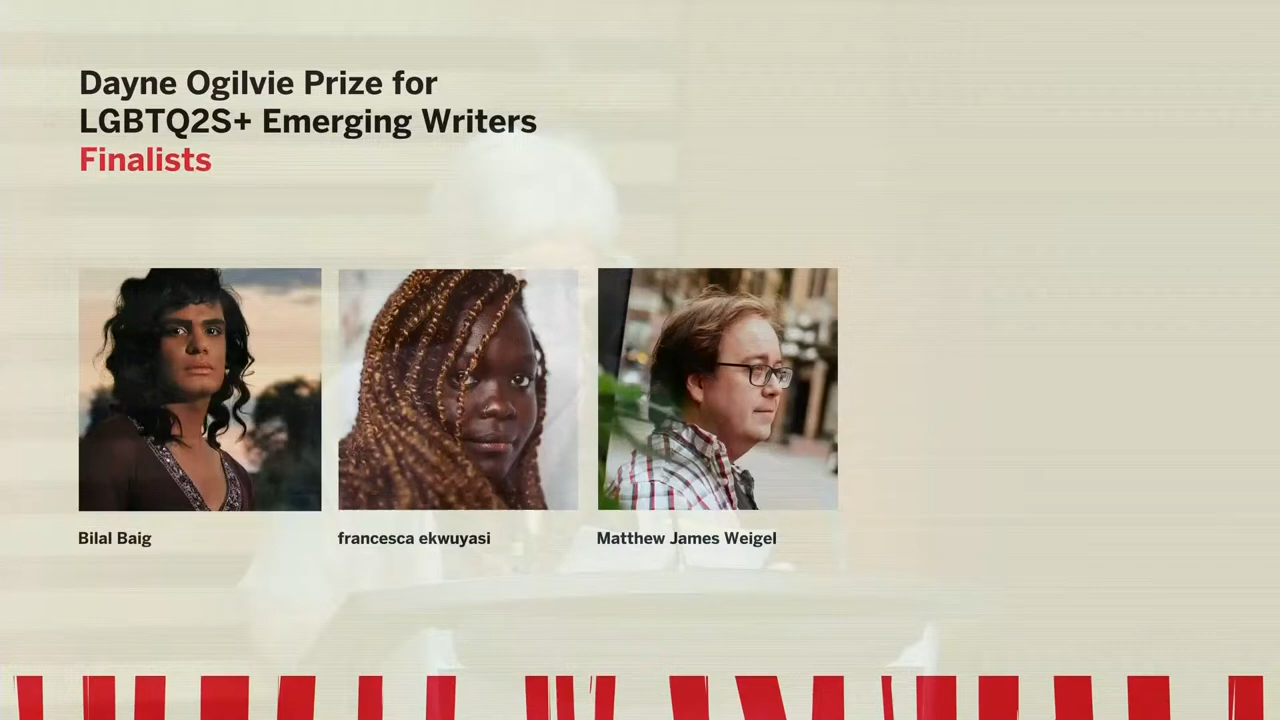 Dayne Ogilvie Prize for
LGBTQ2S+ Emerging Writers
Finalists
Bilal Baig
francesca ekwuyasi
Matthew James Weigel